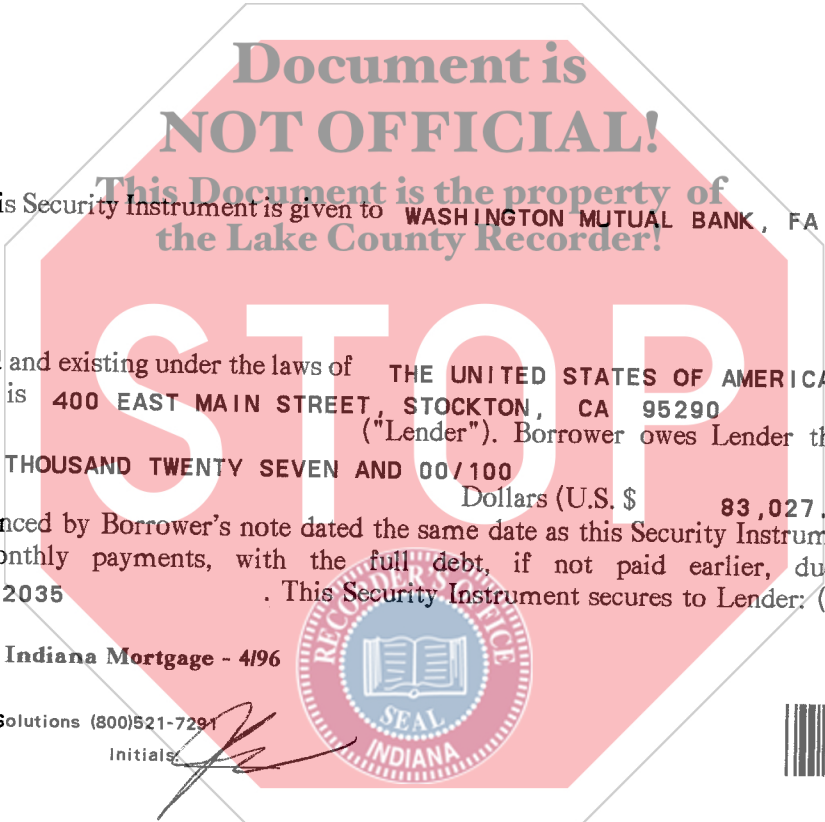 Document is
NOT OFFICIAL!
This Document is the property of
the Lake County Recorder!
is Security Instrument is given to WASHINGTON MUTUAL BANK, FA
STOP
and existing under the laws of THE UNITED STATES OF AMERICA
is 400 EAST MAIN STREET, STOCKTON, CA 95290
("Lender"). Borrower owes Lender th
THOUSAND TWENTY SEVEN AND 00/100
Dollars (U.S. $ 83,027.
nced by Borrower's note dated the same date as this Security Instrum
onthly payments, with the full debt, if not paid earlier, du
2035 . This Security Instrument secures to Lender: (
Indiana Mortgage - 4/96
Solutions (800)521-7291
Initials:
RECORDER'S OFFICE
SEAL
INDIANA